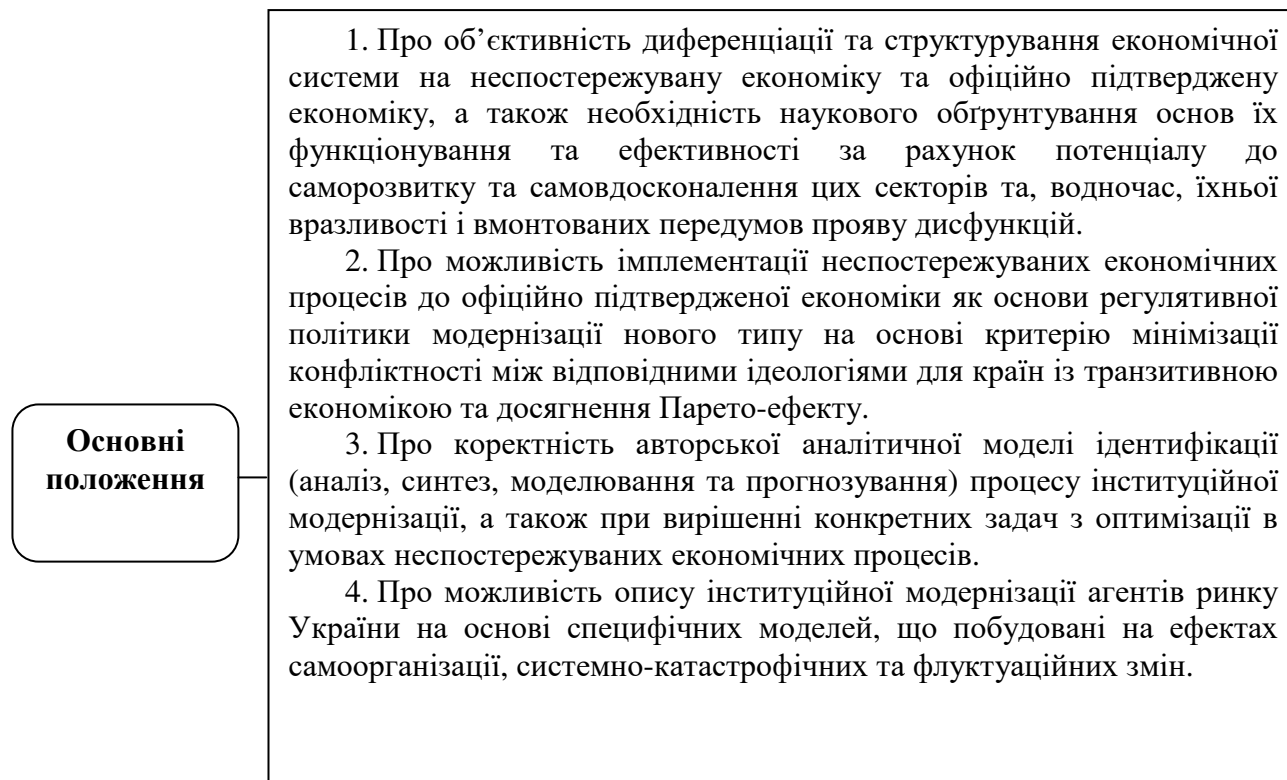 Основні
положення
1. Про об’єктивність диференціації та структурування економічної
системи на неспостережувану економіку та офіційно підтверджену
економіку, а також необхідність наукового обґрунтування основ їх
функціонування та ефективності за рахунок потенціалу до
саморозвитку та самовдосконалення цих секторів та, водночас, їхньої
вразливості і вмонтованих передумов прояву дисфункцій.
2. Про можливість імплементації неспостережуваних економічних
процесів до офіційно підтвердженої економіки як основи регулятивної
політики модернізації нового типу на основі критерію мінімізації
конфліктності між відповідними ідеологіями для країн із транзитивною
економікою та досягнення Парето-ефекту.
3. Про коректність авторської аналітичної моделі ідентифікації
(аналіз, синтез, моделювання та прогнозування) процесу інституційної
модернізації, а також при вирішенні конкретних задач з оптимізації в
умовах неспостережуваних економічних процесів.
4. Про можливість опису інституційної модернізації агентів ринку
України на основі специфічних моделей, що побудовані на ефектах
самоорганізації, системно-катастрофічних та флуктуаційних змін.